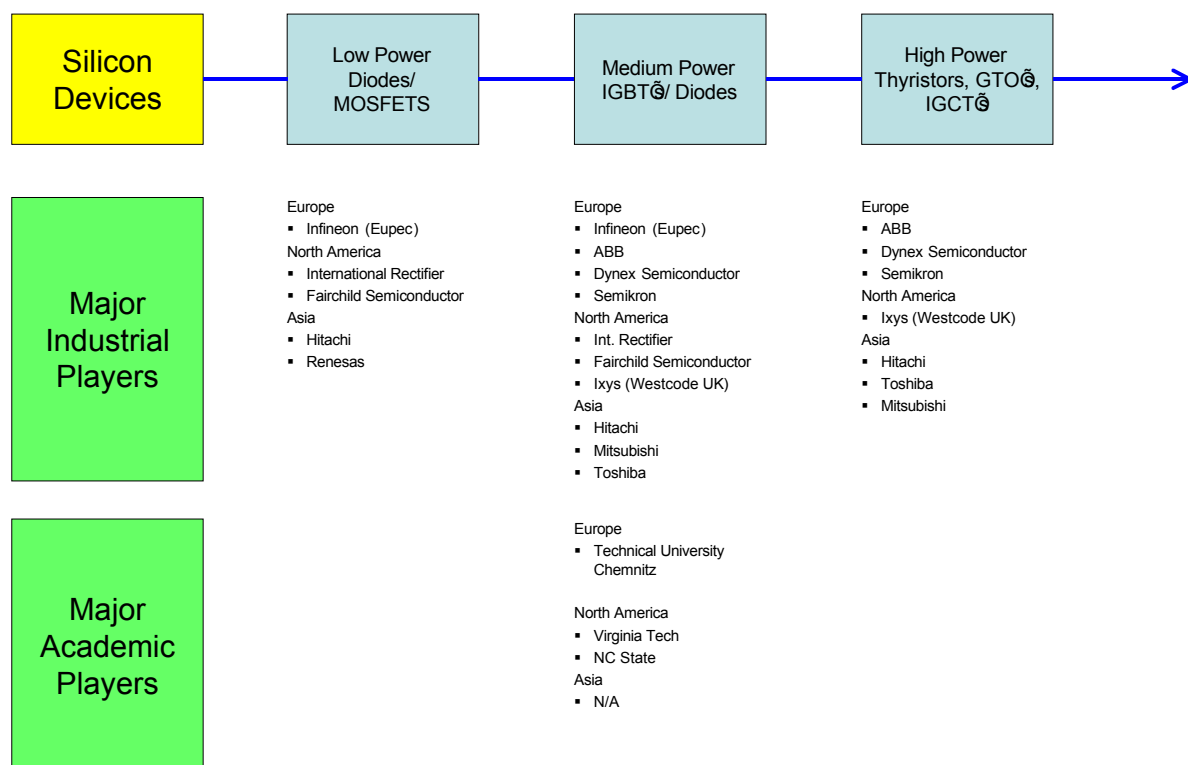 Silicon
Devices
Low Power
Diodes/
MOSFETS
Medium Power
IGBTÕs/ Diodes
High Power
Thyristors, GTOÕs,
IGCTÕs
Major
Industrial
Players
Europe
▪ Infineon (Eupec)
North America
▪ International Rectifier
▪ Fairchild Semiconductor
Asia
▪ Hitachi
▪ Renesas
Europe
▪ Infineon (Eupec)
▪ ABB
▪ Dynex Semiconductor
▪ Semikron
North America
▪ Int. Rectifier
▪ Fairchild Semiconductor
▪ Ixys (Westcode UK)
Asia
▪ Hitachi
▪ Mitsubishi
▪ Toshiba
Europe
▪ ABB
▪ Dynex Semiconductor
▪ Semikron
North America
▪ Ixys (Westcode UK)
Asia
▪ Hitachi
▪ Toshiba
▪ Mitsubishi
Major
Academic
Players
Europe
▪ Technical University
Chemnitz
North America
▪ Virginia Tech
▪ NC State
Asia
▪ N/A